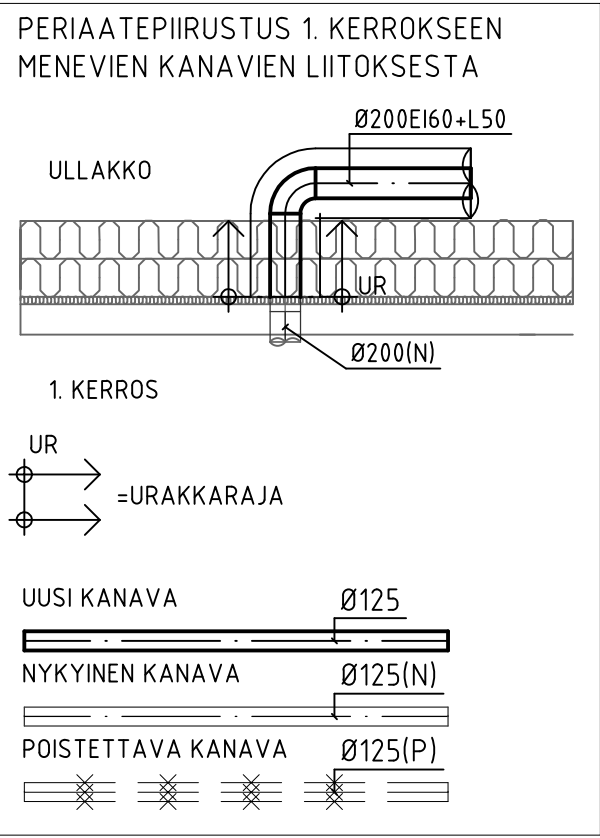 PERIAATEPIIRUSTUS 1. KERROKSEEN
MENEVIEN KANAVIEN LIITOKSESTA
Ø200EI60+L50
ULLAKKO
UR
Ø200(N)
1. KERROS
UR
=URAKKARAJA
UUSI KANAVA Ø125
NYKYINEN KANAVA Ø125(N)
POISTETTAVA KANAVA Ø125(P)